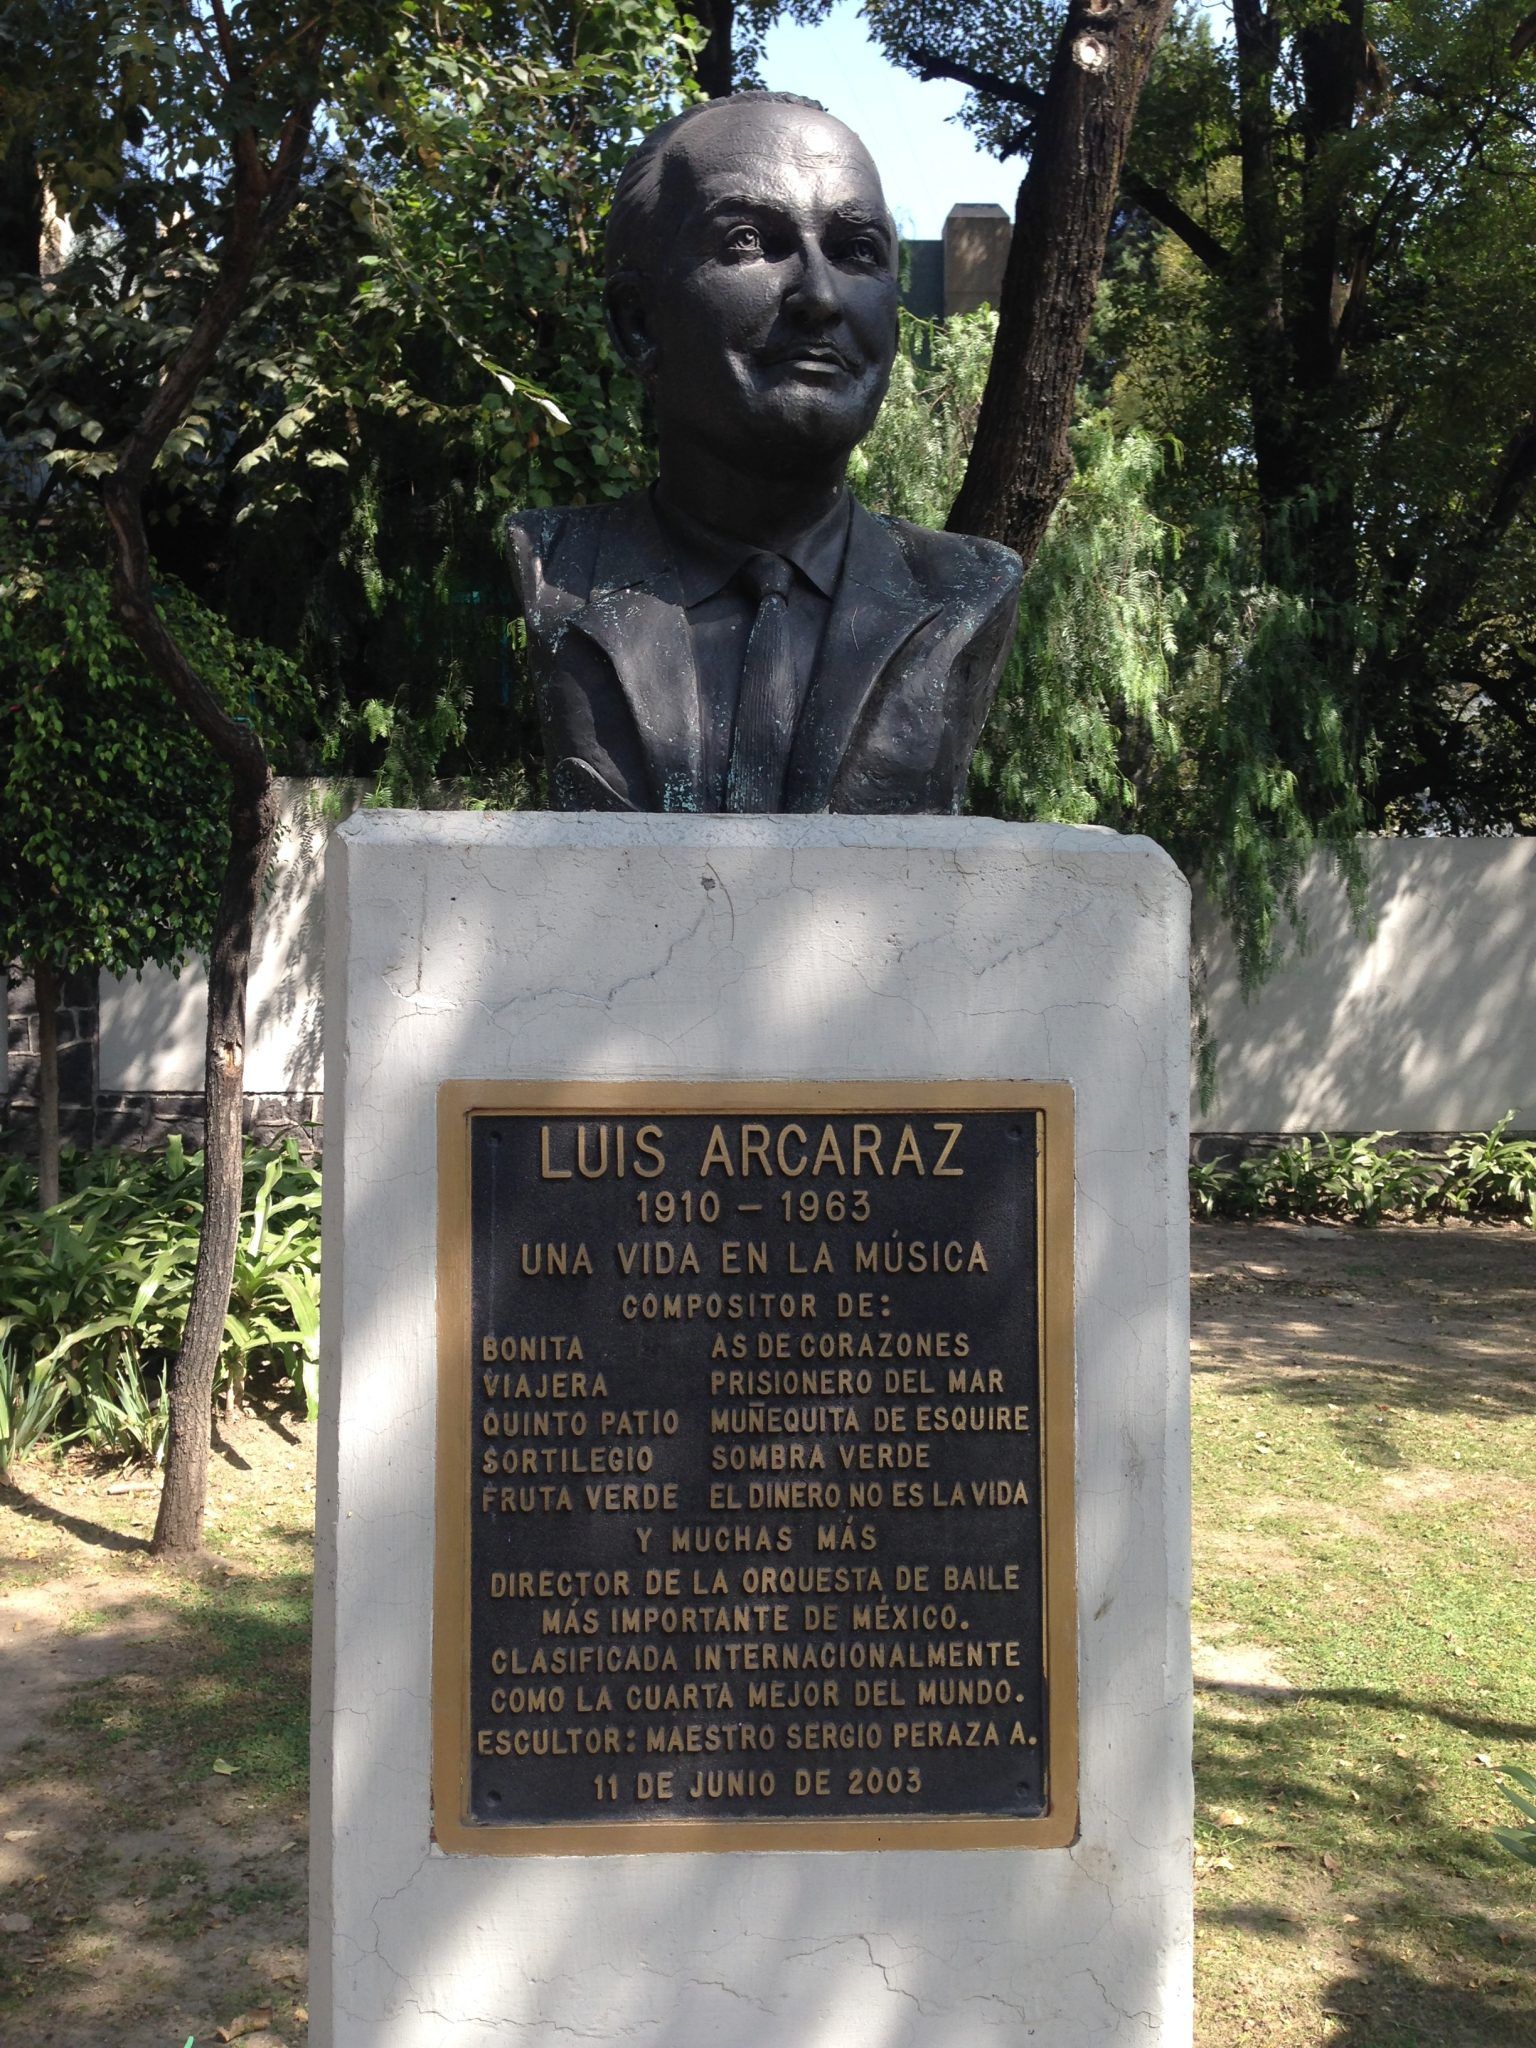 LUIS ARCARAZ
1910 – 1963
UNA VIDA EN LA MÚSICA
COMPOSITOR DE:
BONITA AS DE CORAZONES
VIAJERA PRISIONERO DEL MAR
QUINTO PATIO MUÑEQUITA DE ESQUIRE
SORTILEGIO SOMBRA VERDE
FRUTA VERDE EL DINERO NO ES LA VIDA
Y MUCHAS MÁS
DIRECTOR DE LA ORQUESTA DE BAILE
MÁS IMPORTANTE DE MÉXICO.
CLASIFICADA INTERNACIONALMENTE
COMO LA CUARTA MEJOR DEL MUNDO.
ESCULTOR: MAESTRO SERGIO PERAZA A.
11 DE JUNIO DE 2003